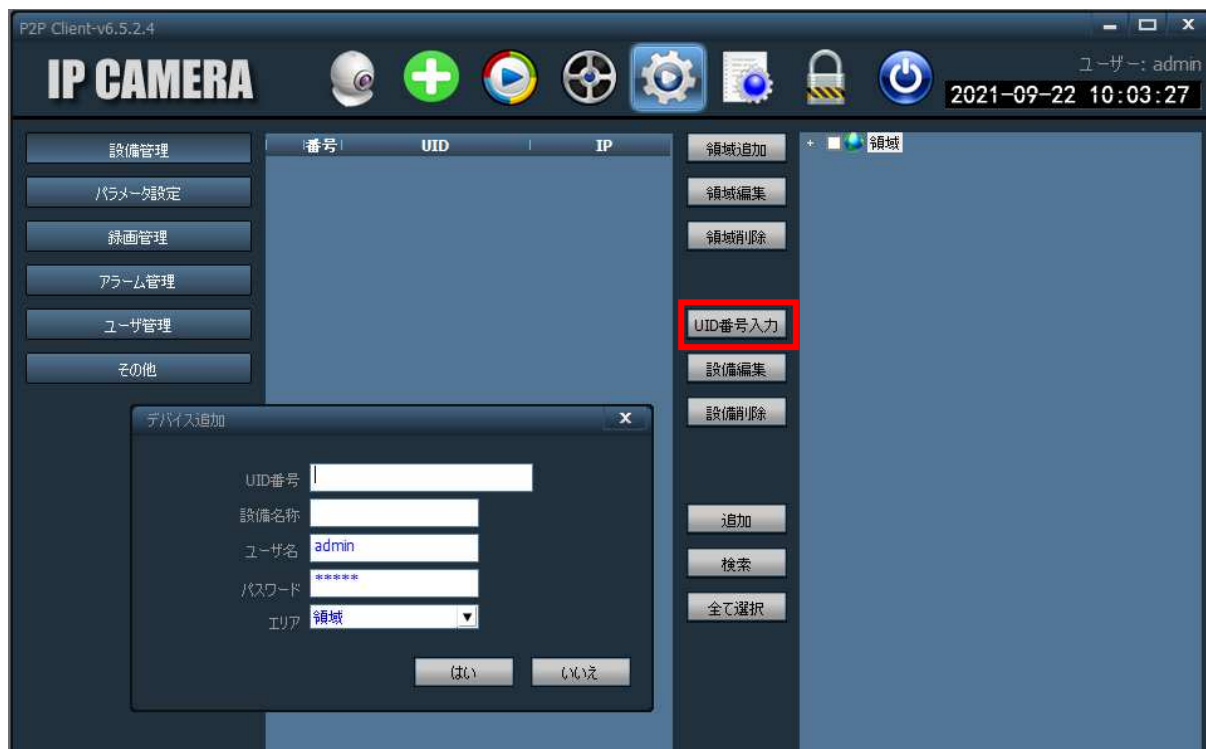 P2P Client-v6.5.2.4
IP CAMERA
ユーザー: admin
2021-09-22 10:03:27
設備管理
パラメータ設定
録画管理
アラーム管理
ユーザ管理
その他
番号 UID IP
領域追加
領域編集
領域削除
UID番号入力
設備編集
設備削除
追加
検索
全て選択
領域
デバイス追加
UID番号
設備名称
ユーザ名 admin
パスワード *****
エリア 領域
はい いいえ